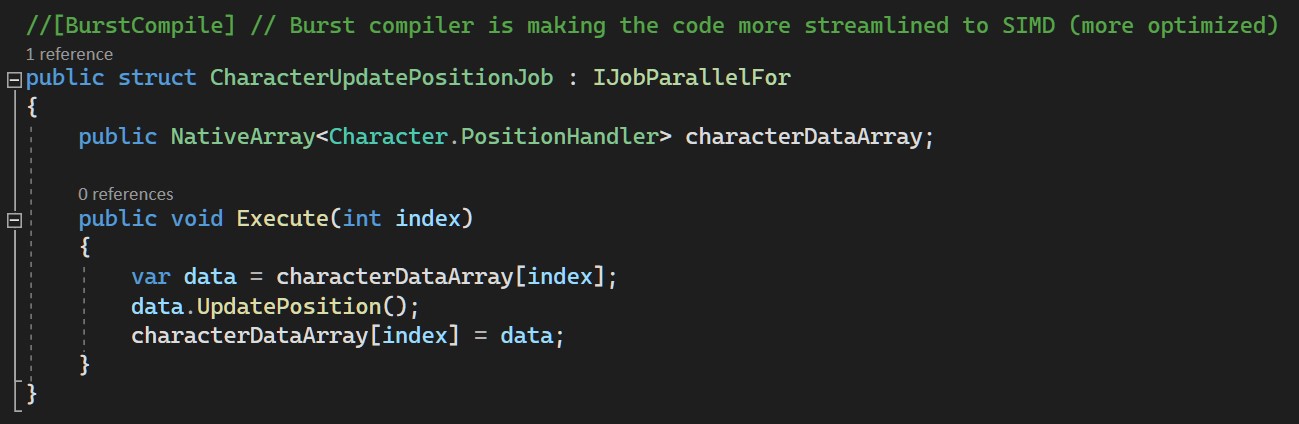 //[BurstCompile] // Burst compiler is making the code more streamlined to SIMD (more optimized)
1 reference
public struct CharacterUpdatePositionJob : IJobParallelFor
{
public NativeArray<Character.PositionHandler> characterDataArray;
0 references
public void Execute(int index)
{
var data = characterDataArray[index];
data.UpdatePosition();
characterDataArray[index] = data;
}
}